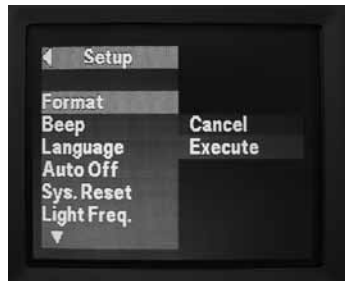 Setup
Format
Beep
Cancel
Language
Execute
Auto Off
Sys. Reset
Light Freq.